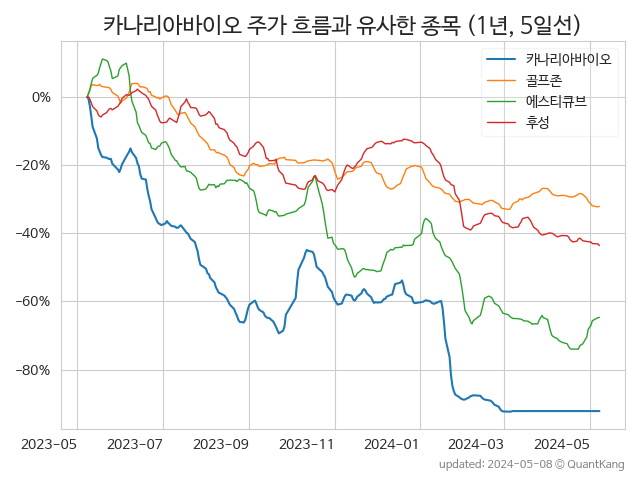 카나리아바이오 주가 흐름과 유사한 종목 (1년, 5일선)
카나리아바이오
골프존
에스티큐브
후성
0%
−20%
−40%
−60%
−80%
2023-05 2023-07 2023-09 2023-11 2024-01 2024-03 2024-05
updated: 2024-05-08 © QuantKang